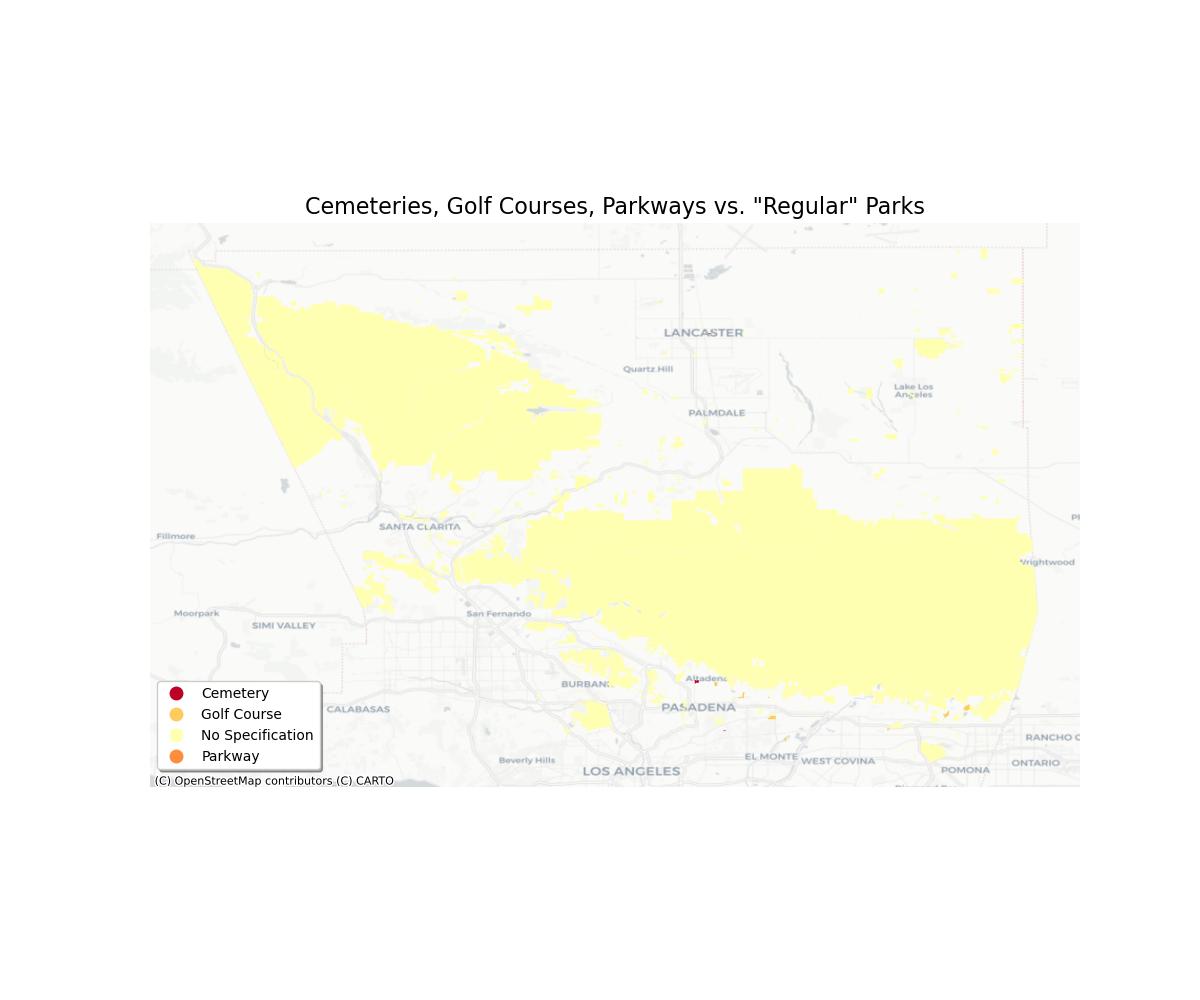 Cemeteries, Golf Courses, Parkways vs. "Regular" Parks
LANCASTER
Quartz Hill
Lake Los
Angeles
PALMDALE
SANTA CLARITA
Fillmore
Wrightwood
Moorpark
SIMI VALLEY
San Fernando
BURBANK
Altadena
CALABASAS
PASADENA
Beverly Hills
EL MONTE
WEST COVINA
RANCHO C
LOS ANGELES
POMONA
ONTARIO
Cemetery
Golf Course
No Specification
Parkway
(C) OpenStreetMap contributors (C) CARTO